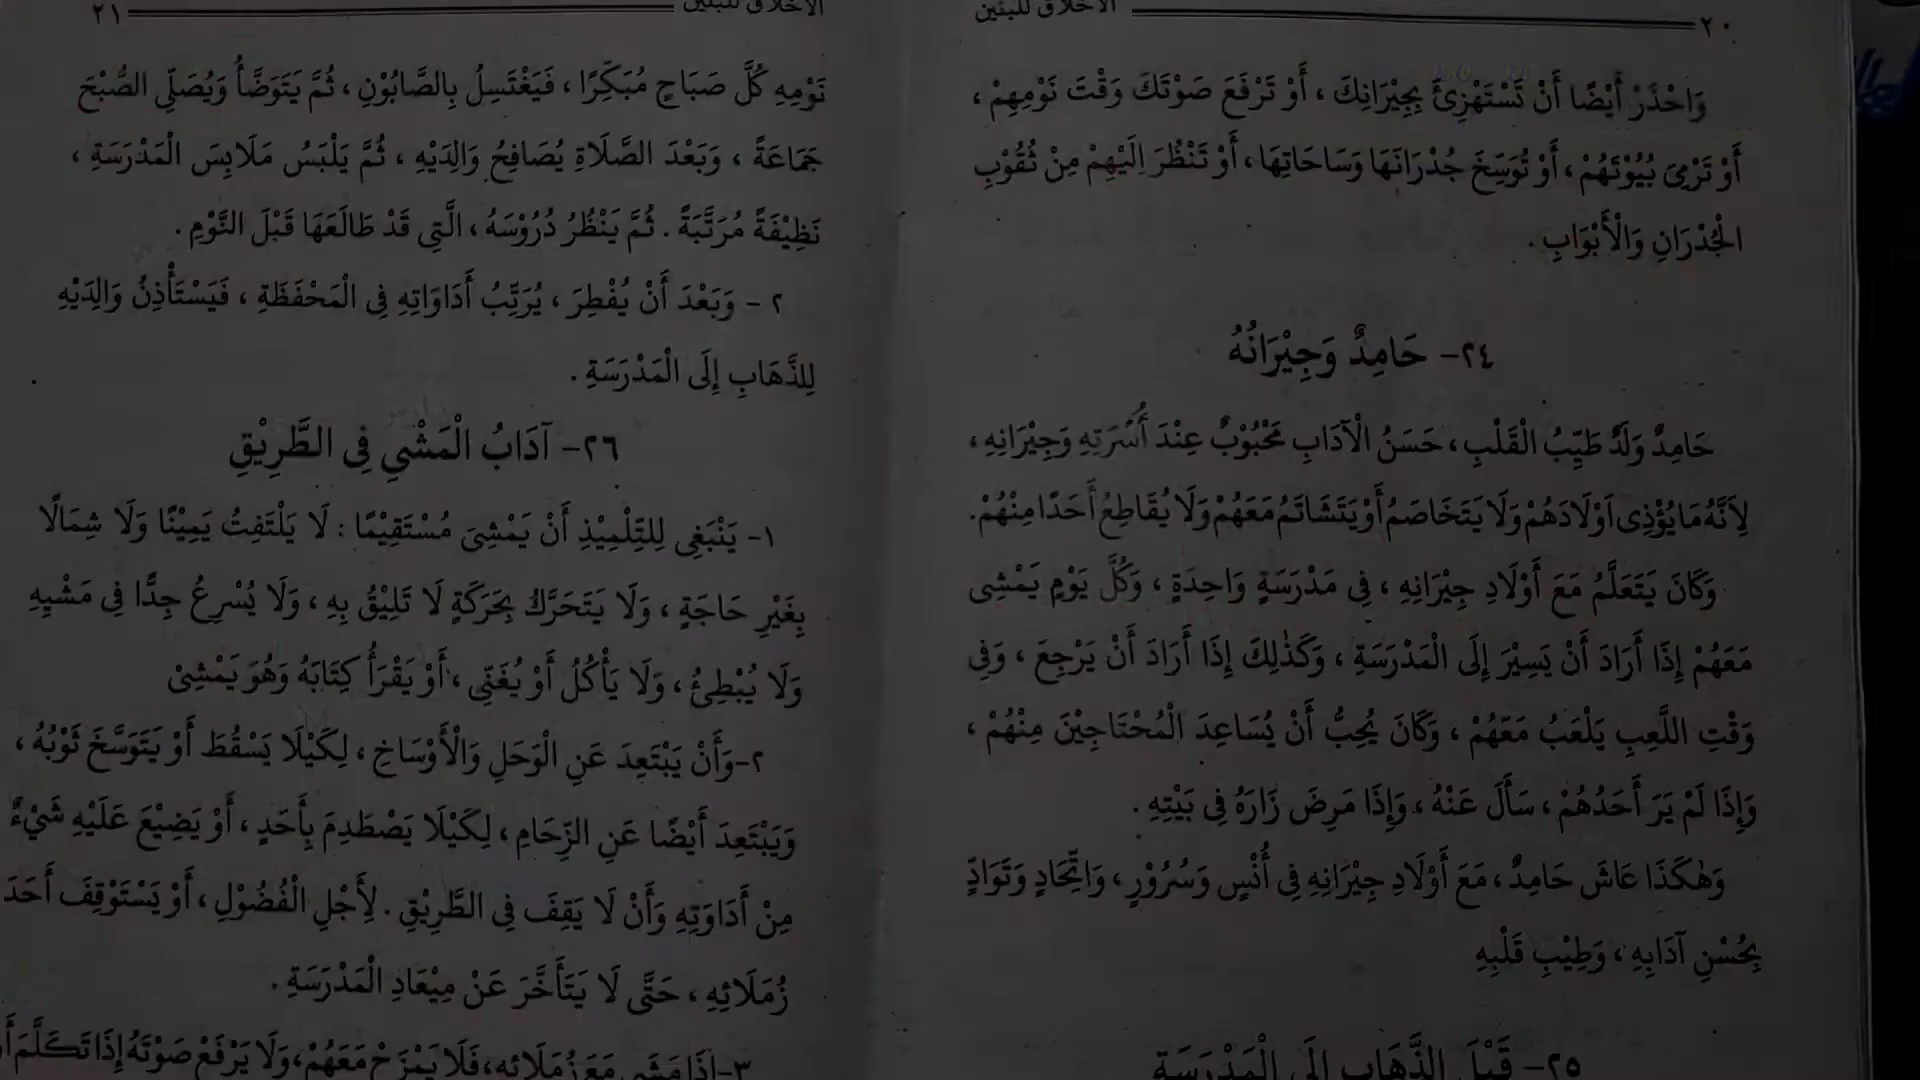 ٢٠
الأخلاق للبنين
وَاحْذَرْ أَيْضًا أَنْ تَسْتَهْزِئَ بِجِيْرَانِكَ ، أَوْ تَرْفَعَ صَوْتَكَ وَقْتَ نَوْمِهِمْ ،
أَوْ تَرْمِىَ بُيُوْتَهُمْ ، أَوْ تُوَسِّخَ جُدْرَانَهَا وَسَاحَاتِهَا ، أَوْ تَنْظُرَ اِلَيْهِمْ مِنْ ثُقُوْبِ
الْجُدْرَانِ وَالْأَبْوَابِ .
٢٤- حَامِدٌ وَجِيْرَانُهُ
حَامِدٌ وَلَدٌ طَيِّبُ الْقَلْبِ ، حَسَنُ الْآدَابِ مَحْبُوْبٌ عِنْدَ أُسْرَتِهِ وَجِيْرَانِهِ ،
لِاَنَّهُ مَا يُؤْذِى اَوْلَادَهُمْ وَلَا يَتَخَاصَمُ أَوْ يَتَشَاتَمُ مَعَهُمْ وَلَا يُقَاطِعُ أَحَدًا مِنْهُمْ .
وَكَانَ يَتَعَلَّمُ مَعَ أَوْلَادِ جِيْرَانِهِ ، فِى مَدْرَسَةٍ وَاحِدَةٍ ، وَكُلَّ يَوْمٍ يَمْشِى
مَعَهُمْ إِذَا أَرَادَ أَنْ يَسِيْرَ إِلَى الْمَدْرَسَةِ ، وَكَذٰلِكَ إِذَا أَرَادَ أَنْ يَرْجِعَ ، وَفِى
وَقْتِ اللَّعِبِ يَلْعَبُ مَعَهُمْ ، وَكَانَ يُحِبُّ أَنْ يُسَاعِدَ الْمُحْتَاجِيْنَ مِنْهُمْ ،
وَإِذَا لَمْ يَرَ أَحَدُهُمْ ، سَأَلَ عَنْهُ ، وَإِذَا مَرِضَ زَارَهُ فِى بَيْتِهِ .
وَهٰكَذَا عَاشَ حَامِدٌ ، مَعَ أَوْلَادِ جِيْرَانِهِ فِى أُنْسٍ وَسُرُوْرٍ ، وَاتِّحَادٍ وَتَوَادٍّ
بِحُسْنِ آدَابِهِ ، وَطِيْبِ قَلْبِهِ
٢٥- قَبْلَ الذَّهَابِ إِلَى الْمَدْرَسَةِ
الأخلاق للبنين
٢١
نَوْمِهِ كُلَّ صَبَاحٍ مُبَكِّرًا ، فَيَغْتَسِلُ بِالصَّابُوْنِ ، ثُمَّ يَتَوَضَّأُ وَيُصَلِّى الصُّبْحَ
جَمَاعَةً ، وَبَعْدَ الصَّلَاةِ يُصَافِحُ وَالِدَيْهِ ، ثُمَّ يَلْبَسُ مَلَابِسَ الْمَدْرَسَةِ ،
نَظِيْفَةً مُرَتَّبَةً . ثُمَّ يَنْظُرُ دُرُوْسَهُ ، الَّتِى قَدْ طَالَعَهَا قَبْلَ النَّوْمِ .
٢- وَبَعْدَ أَنْ يُفْطِرَ ، يُرَتِّبُ أَدَاوَاتِهِ فِى الْمَحْفَظَةِ ، فَيَسْتَأْذِنُ وَالِدَيْهِ
لِلذَّهَابِ إِلَى الْمَدْرَسَةِ .
٢٦- آدَابُ الْمَشْيِ فِى الطَّرِيْقِ
١- يَنْبَغِى لِلتِّلْمِيْذِ أَنْ يَمْشِىَ مُسْتَقِيْمًا : لَا يَلْتَفِتُ يَمِيْنًا وَلَا شِمَالًا
بِغَيْرِ حَاجَةٍ ، وَلَا يَتَحَرَّكُ بِحَرَكَةٍ لَا تَلِيْقُ بِهِ ، وَلَا يُسْرِعُ جِدًّا فِى مَشْيِهِ
وَلَا يُبْطِئُ ، وَلَا يَأْكُلُ أَوْ يُغَنِّى ، أَوْ يَقْرَأُ كِتَابَهُ وَهُوَ يَمْشِىْ
٢-وَأَنْ يَبْتَعِدَ عَنِ الْوَحَلِ وَالْأَوْسَاخِ ، لِكَيْلَا يَسْقُطَ أَوْ يَتَوَسَّخَ ثَوْبُهُ ،
وَيَبْتَعِدَ أَيْضًا عَنِ الزِّحَامِ ، لِكَيْلَا يَصْطَدِمَ بِأَحَدٍ ، أَوْ يَضِيْعَ عَلَيْهِ شَيْءٌ
مِنْ أَدَاوَتِهِ وَأَنْ لَا يَقِفَ فِى الطَّرِيْقِ . لِأَجْلِ الْفُضُوْلِ ، أَوْ يَسْتَوْقِفَ أَحَدَ
زُمَلَائِهِ ، حَتَّى لَا يَتَأَخَّرَ عَنْ مِيْعَادِ الْمَدْرَسَةِ .
٣-إِذَا مَشَى مَعَ زُمَلَائِهِ ، فَلَا يَمْزَحْ مَعَهُمْ ، وَلَا يَرْفَعْ صَوْتَهُ إِذَا تَكَلَّمَ